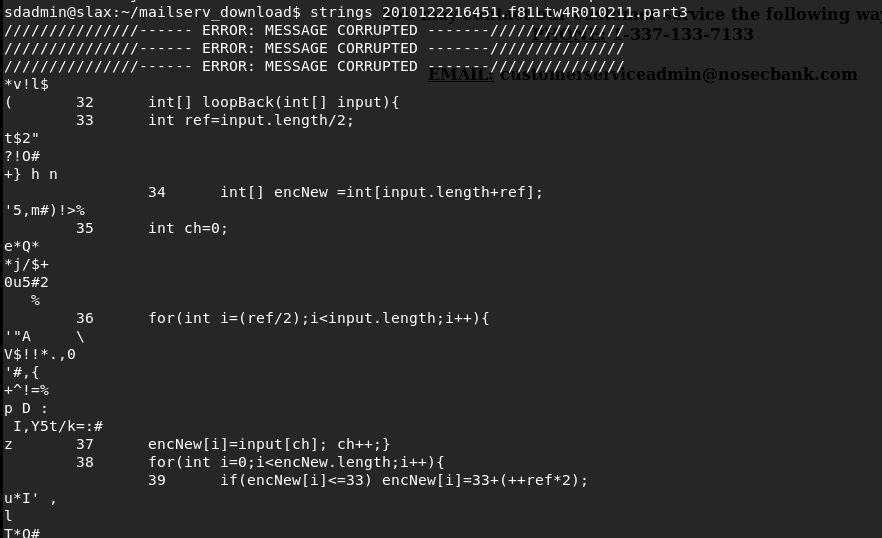 sdadmin@slax:~/mailserv_download$ strings 2010122216451.f81Ltw4R010211.part3
service the following way
///////////////------ ERROR: MESSAGE CORRUPTED -------///////////////
PHONE: 1-337-133-7133
///////////////------ ERROR: MESSAGE CORRUPTED -------///////////////
///////////////------ ERROR: MESSAGE CORRUPTED -------///////////////
EMAIL: customerserviceadmin@nosecbank.com
*v!l$
( 32 int[] loopBack(int[] input){
33 int ref=input.length/2;
t$2"
?!O#
+} h n
34 int[] encNew =int[input.length+ref];
'5,m#)!>%
35 int ch=0;
e*Q*
*j/$+
0u5#2
%
36 for(int i=(ref/2);i<input.length;i++){
'"A \
V$!!*.,0
'#,{
+^!=%
p D :
I,Y5t/k=:#
z 37 encNew[i]=input[ch]; ch++;}
38 for(int i=0;i<encNew.length;i++){
39 if(encNew[i]<=33) encNew[i]=33+(++ref*2);
u*I' ,
l
T*O#